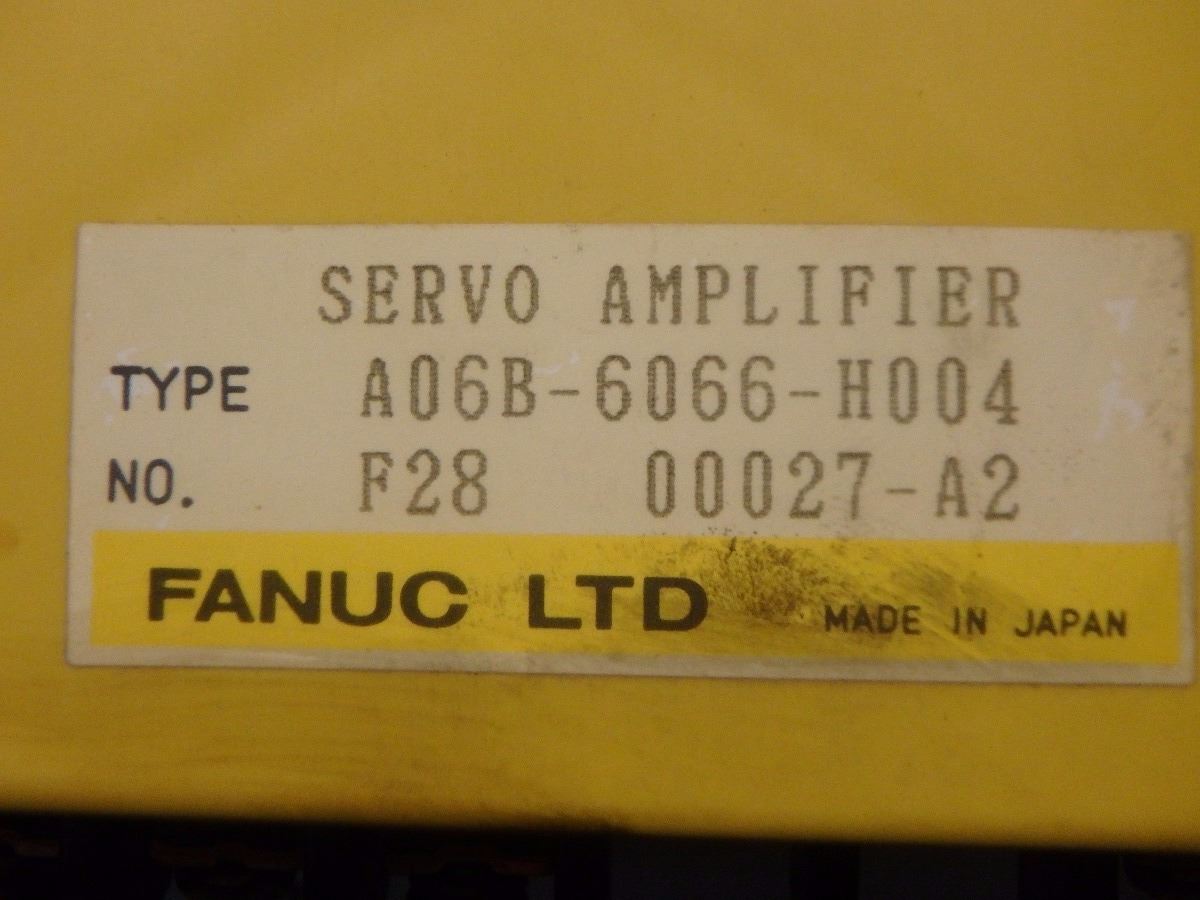 SERVO AMPLIFIER
TYPE A06B-6066-H004
NO. F28 00027-A2
FANUC LTD MADE IN JAPAN